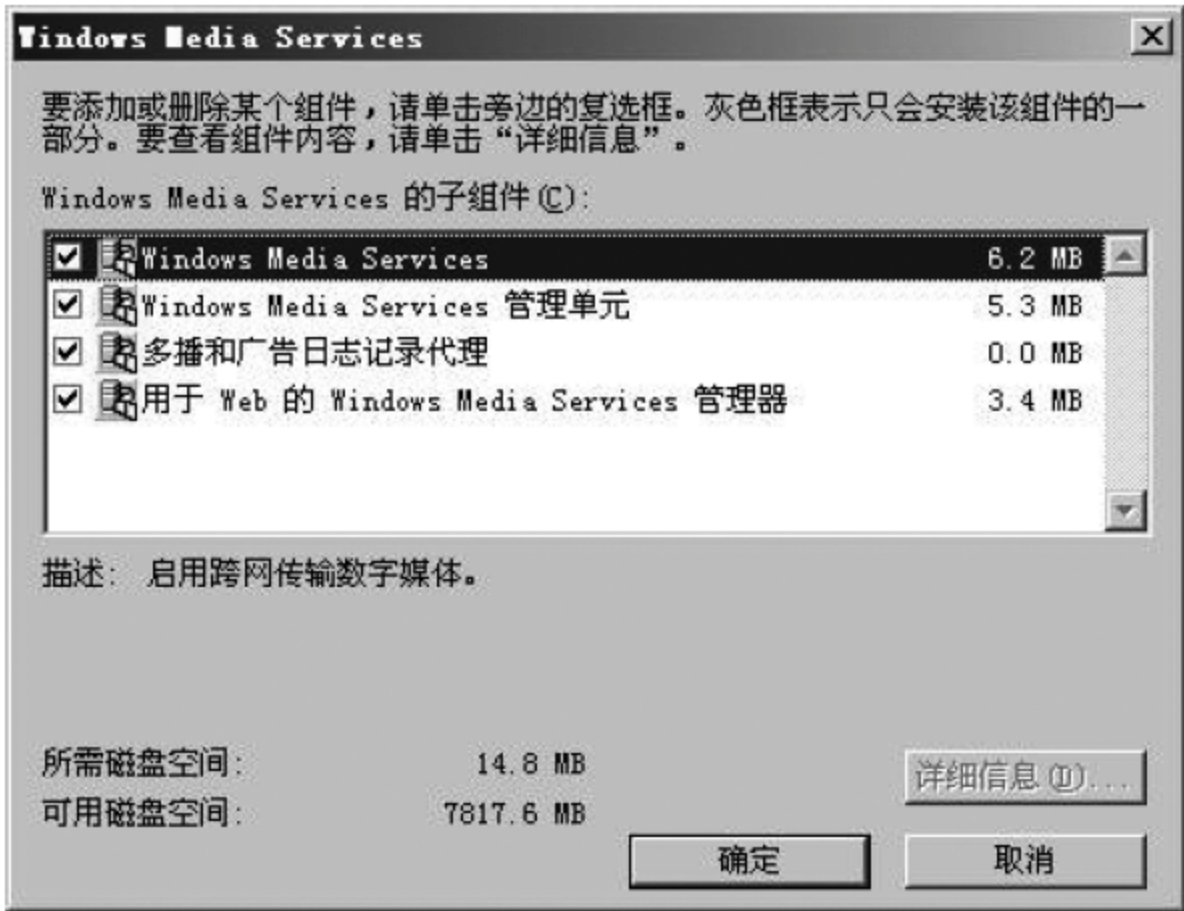 Windows Media Services
要添加或删除某个组件，请单击旁边的复选框。灰色框表示只会安装该组件的一
部分。要查看组件内容，请单击“详细信息”。
Windows Media Services 的子组件(C):
Windows Media Services 6.2 MB
Windows Media Services 管理单元 5.3 MB
多播和广告日志记录代理 0.0 MB
用于 Web 的 Windows Media Services 管理器 3.4 MB
描述: 启用跨网传输数字媒体。
所需磁盘空间: 14.8 MB
详细信息(D)...
可用磁盘空间: 7817.6 MB
确定 取消